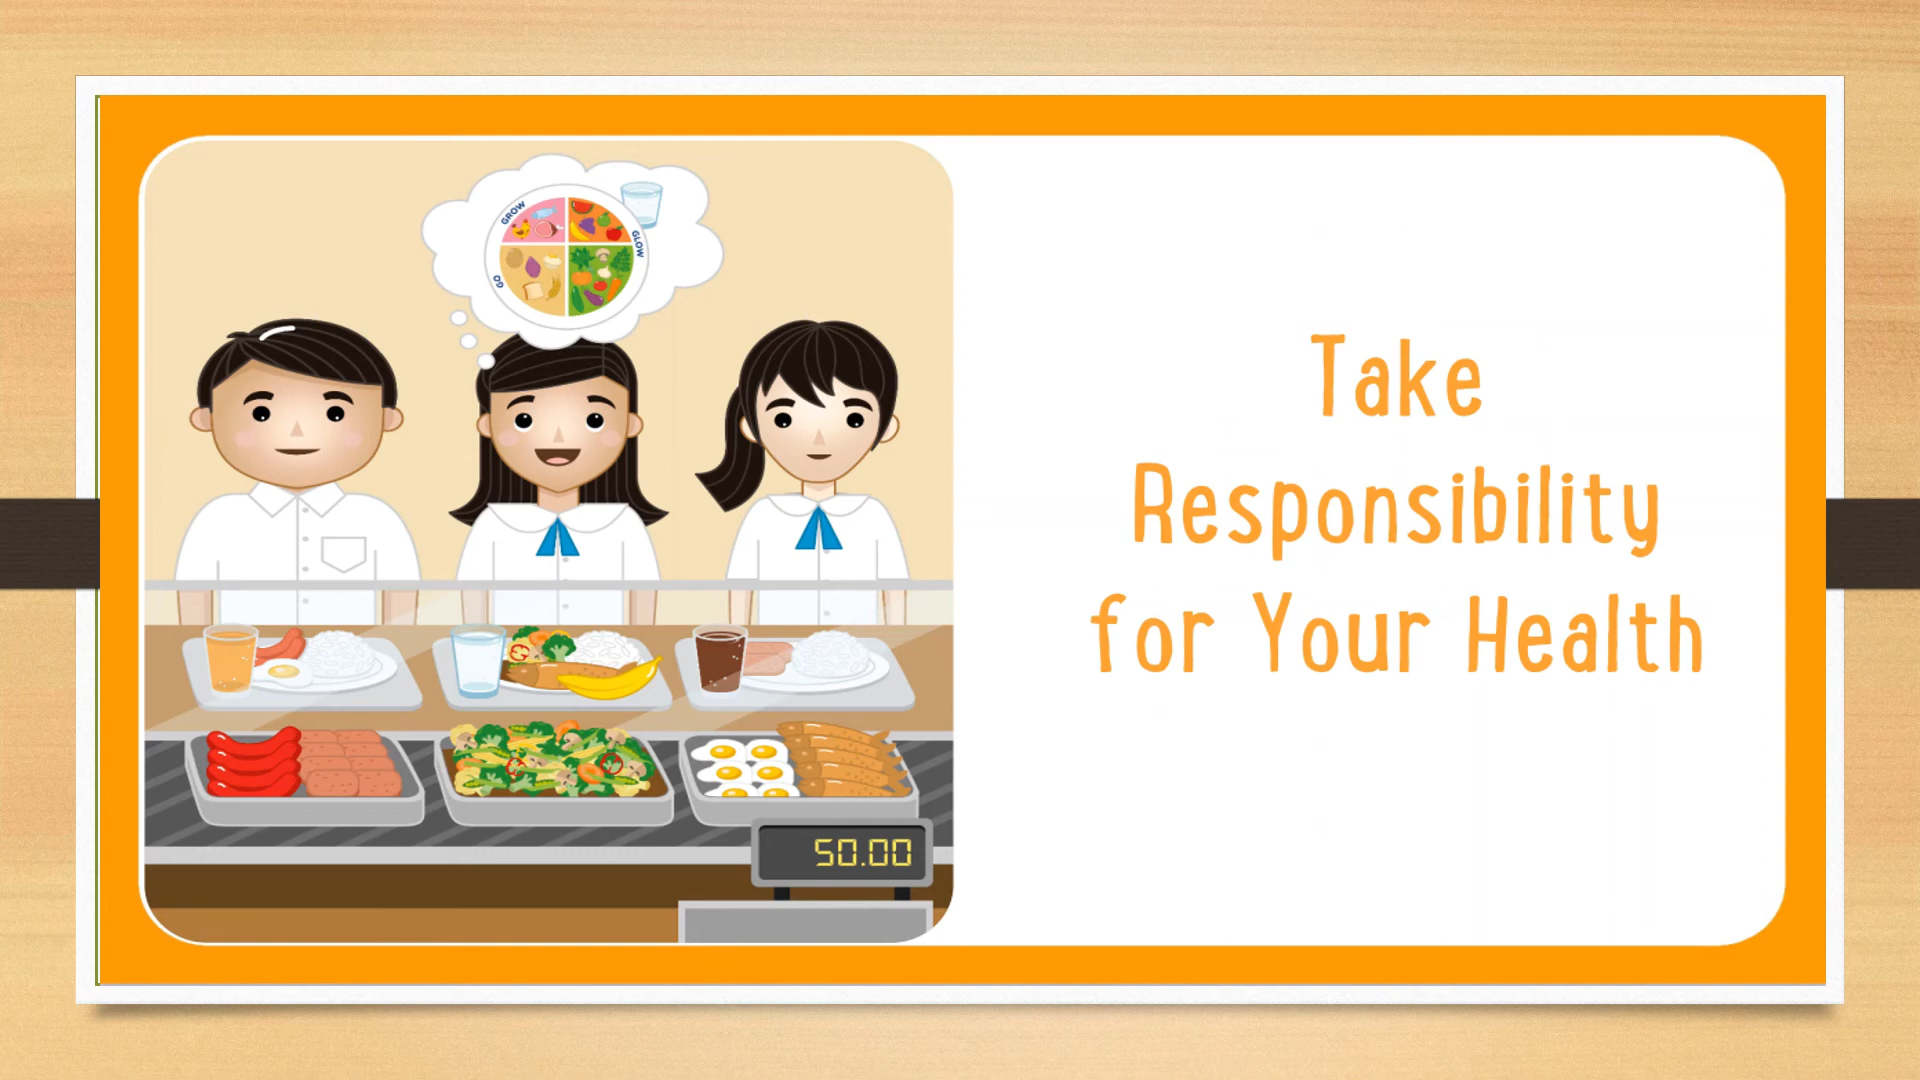 GROW
GLOW
GO
Take
Responsibility
for Your Health
50.00